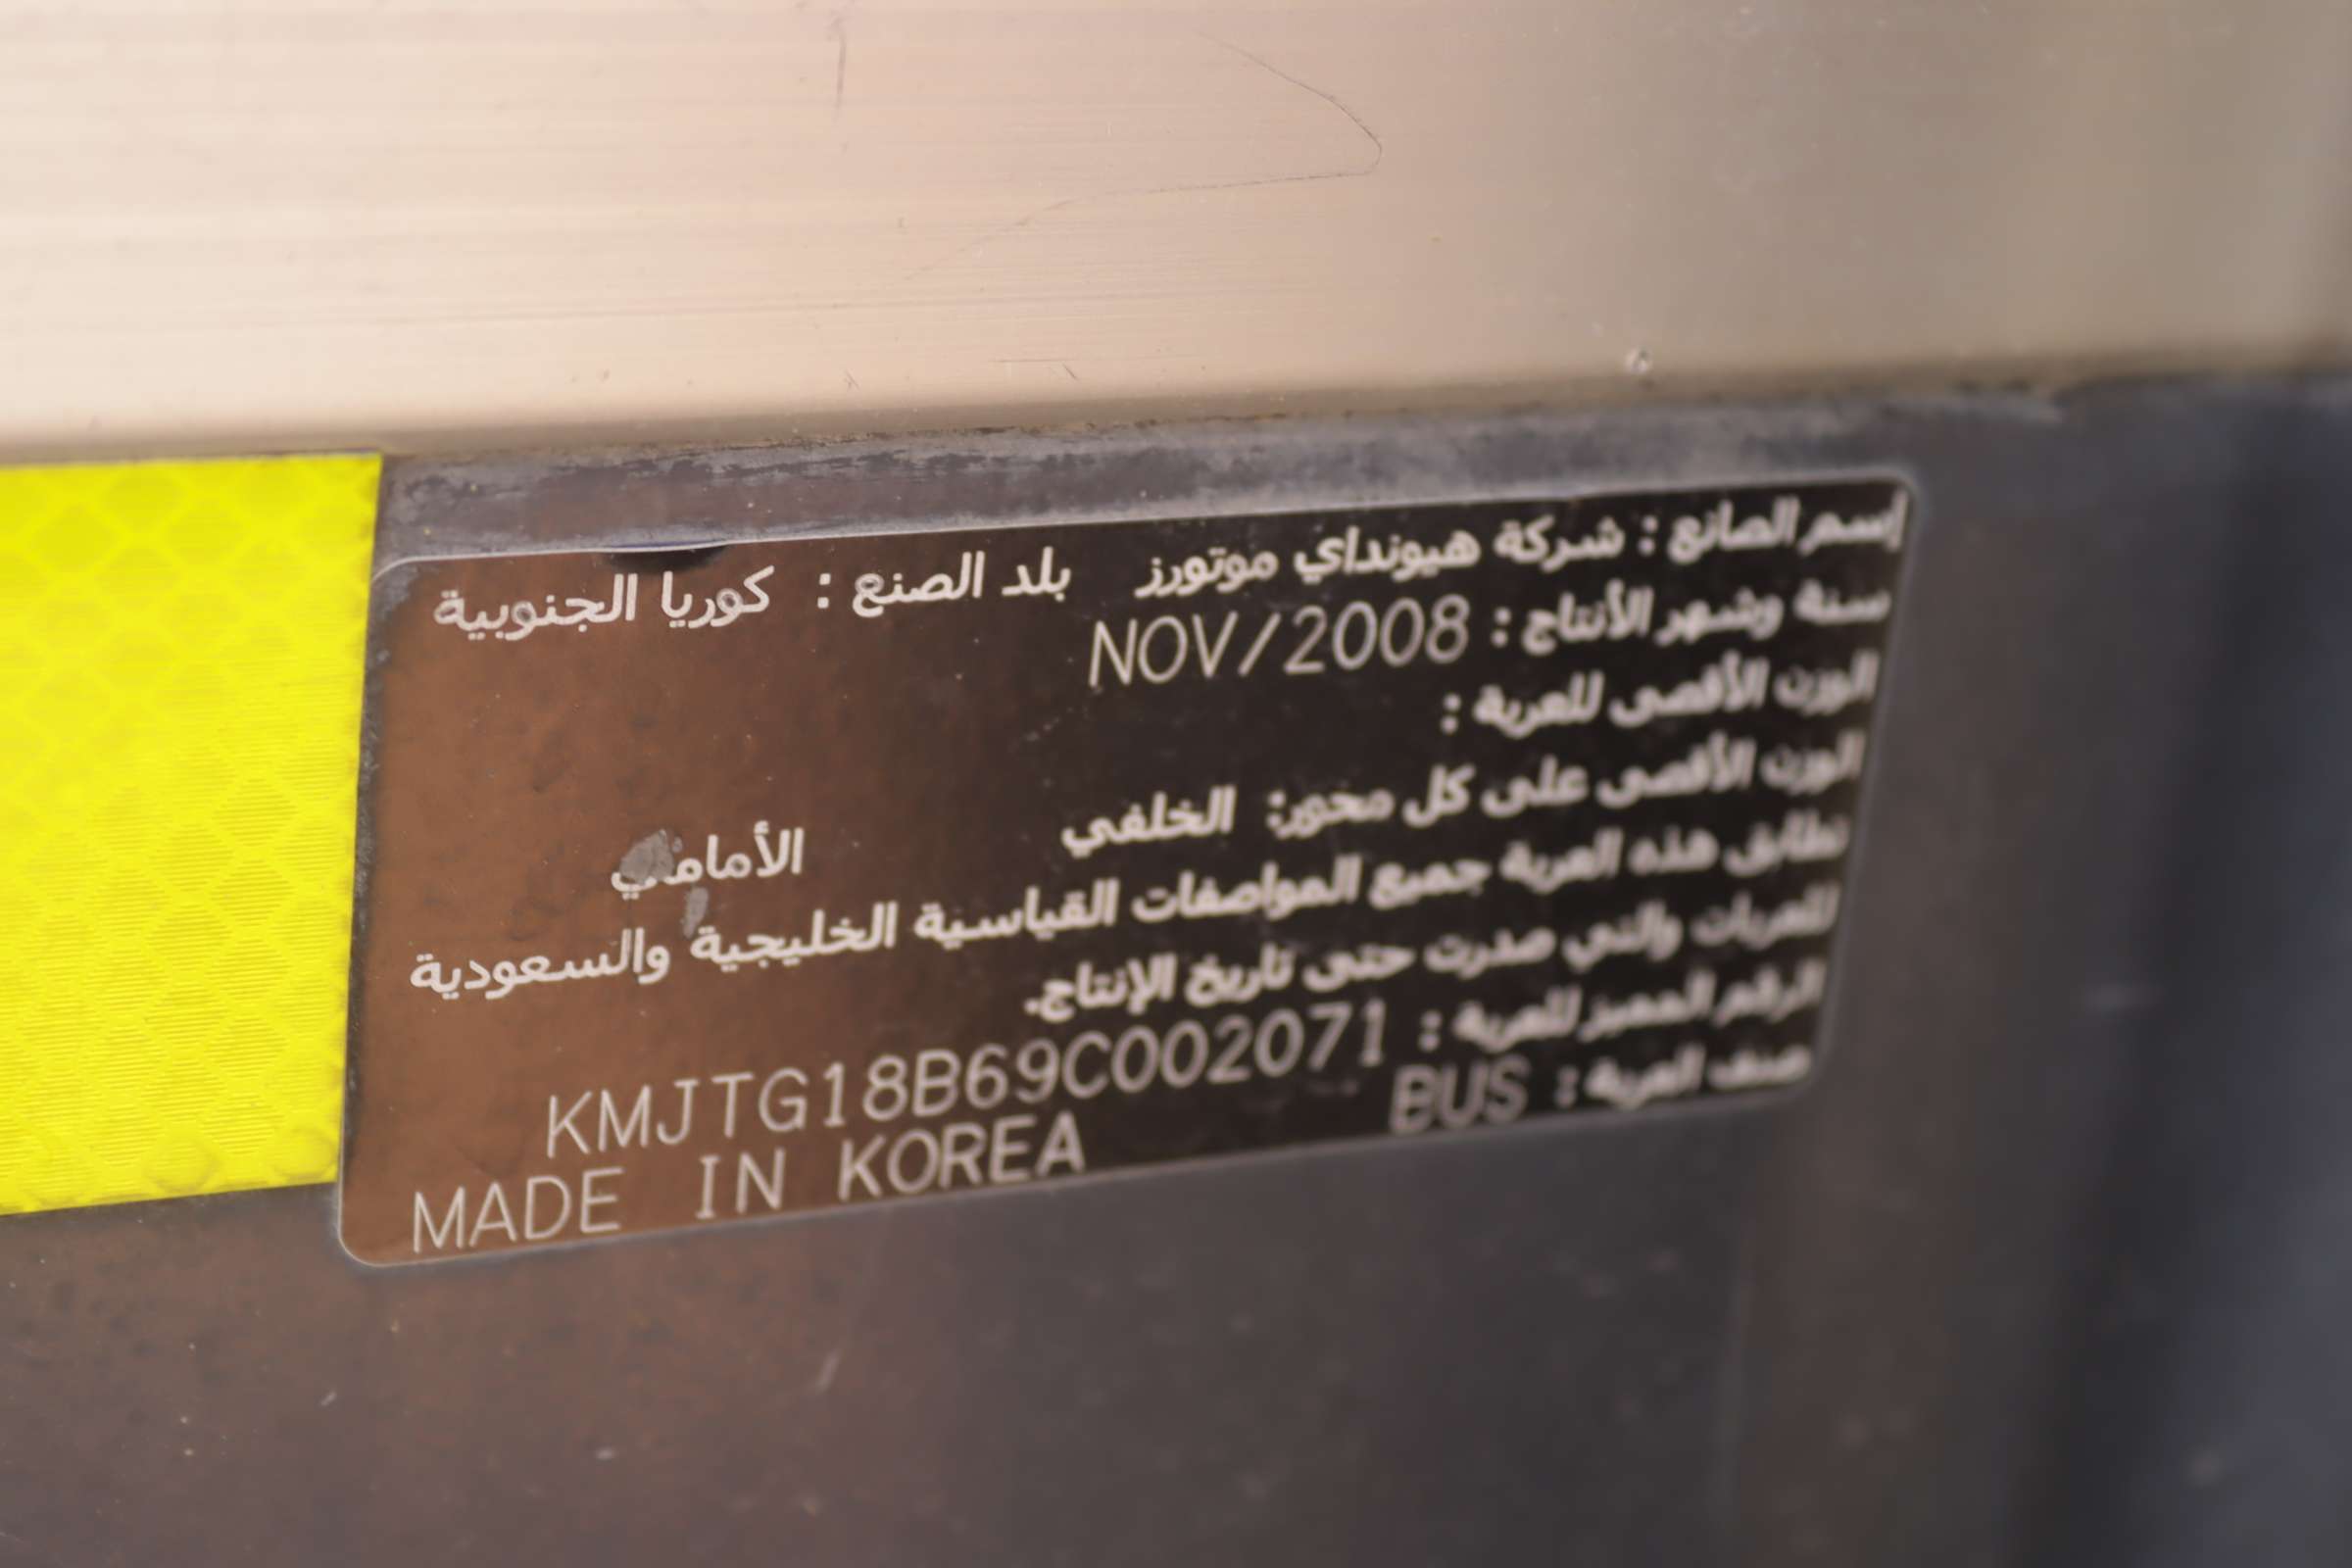 إسم الصانع : شركة هيونداي موتورز بلد الصنع : كوريا الجنوبية
سنة وشهر الأنتاج : NOV/2008
الوزن الأقصى للعربة :
الوزن الأقصى على كل محور: الخلفي الأمامي
تطابق هذه العربة جميع المواصفات القياسية الخليجية والسعودية
للعربات والتي صدرت حتى تاريخ الإنتاج.
الرقم المميز للعربة : KMJTG18B69C002071
صنف العربة : BUS MADE IN KOREA